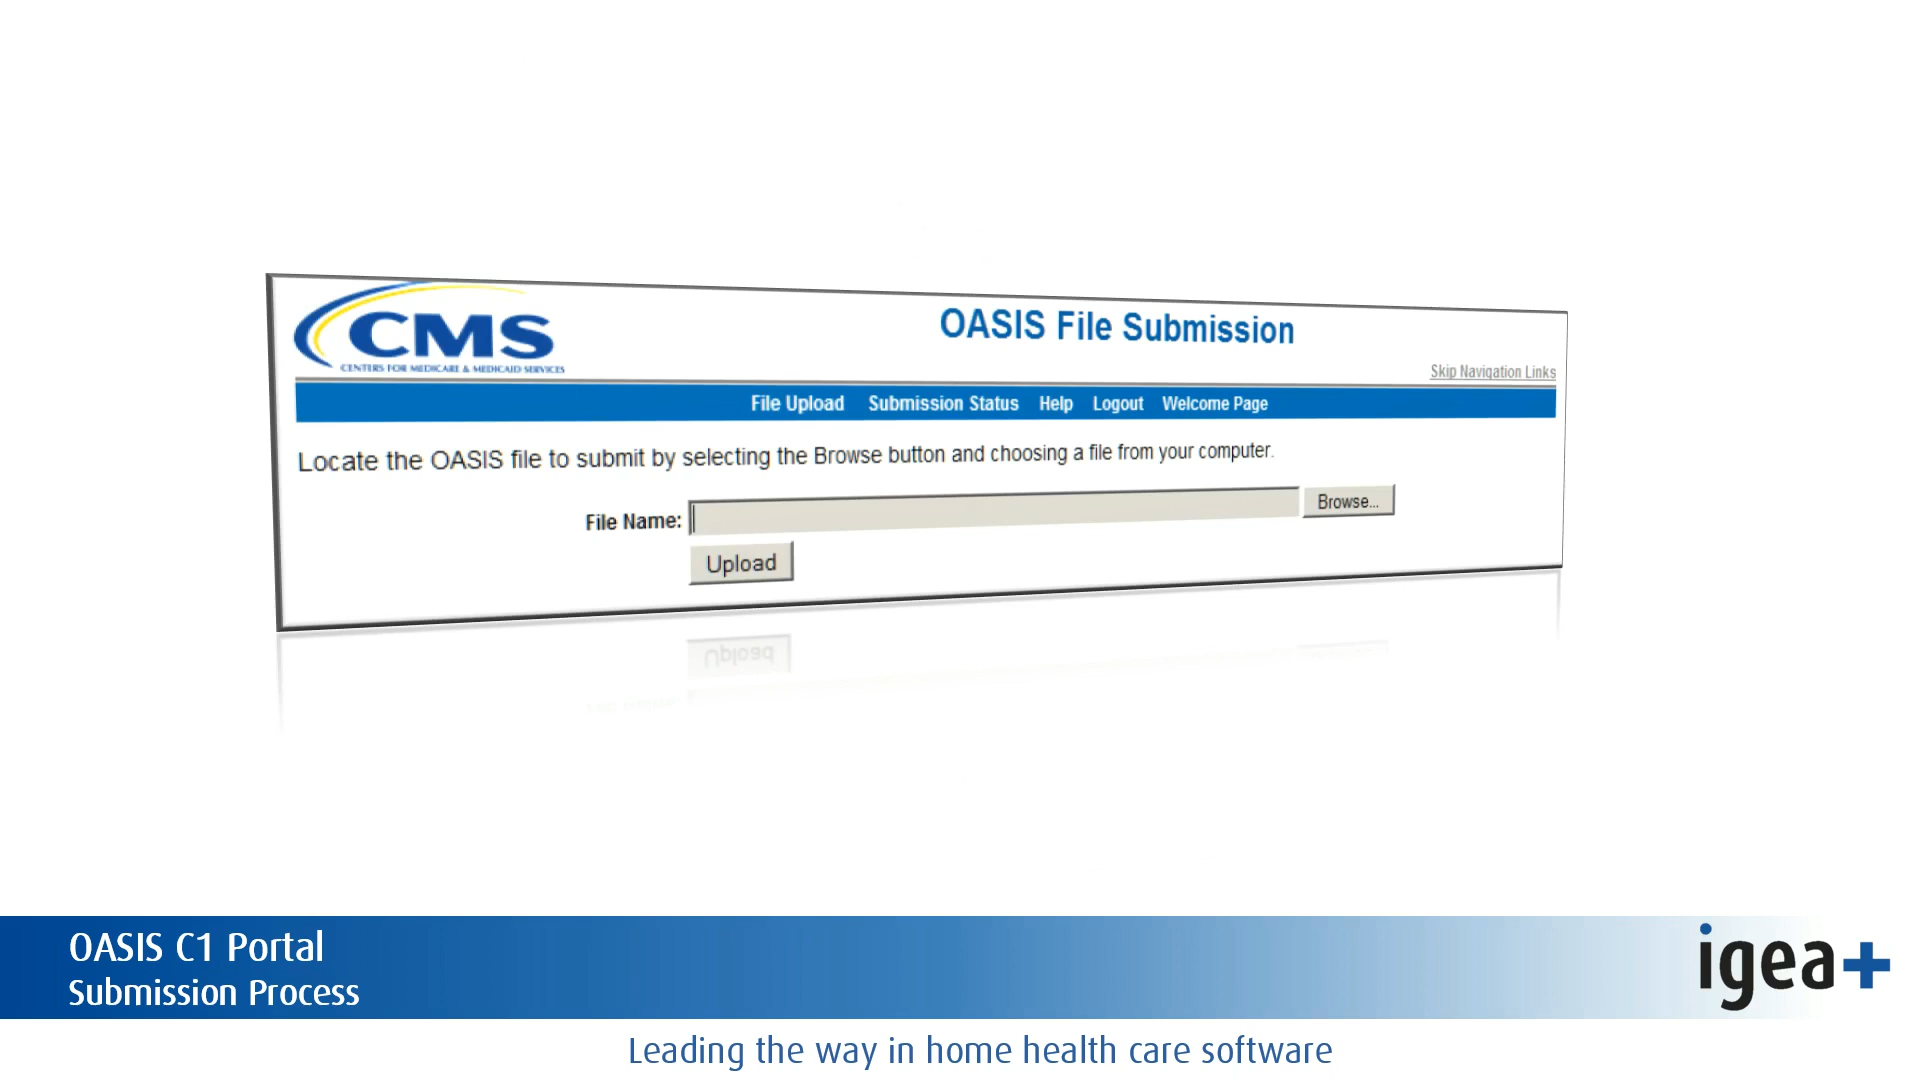 CMS
CENTERS FOR MEDICARE & MEDICAID SERVICES
OASIS File Submission
Skip Navigation Links
File Upload Submission Status Help Logout Welcome Page
Locate the OASIS file to submit by selecting the Browse button and choosing a file from your computer.
File Name: Browse...
Upload
Upload
OASIS C1 Portal
Submission Process
igea+
Leading the way in home health care software